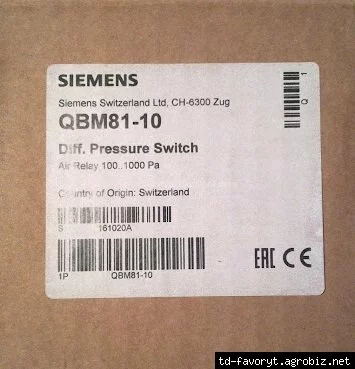 SIEMENS
Siemens Switzerland Ltd, CH-6300 Zug
QBM81-10
Diff. Pressure Switch
Air Relay 100..1000 Pa
Country of Origin: Switzerland
S 161020A
1P QBM81-10
Q 1
EAC CE
td-favoryt.agrobiz.net